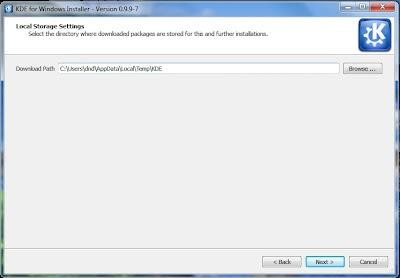 KDE for Windows Installer - Version 0.9.9-7
Local Storage Settings
Select the directory where downloaded packages are stored for this and further installations.
Download Path C:\Users\dnd\AppData\Local\Temp\KDE Browse ...
< Back Next > Cancel